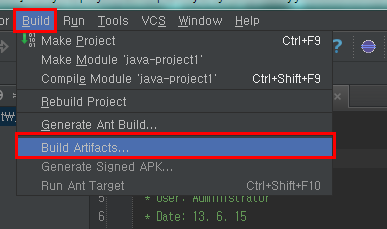 Build Run Tools VCS Window Help
Make Project Ctrl+F9
Make Module 'java-project1'
Compile Module 'java-project1' Ctrl+Shift+F9
Rebuild Project
Generate Ant Build...
Build Artifacts...
Generate Signed APK...
Run Ant Target Ctrl+Shift+F10
5 * User: Administrator
6 * Date: 13. 6. 15